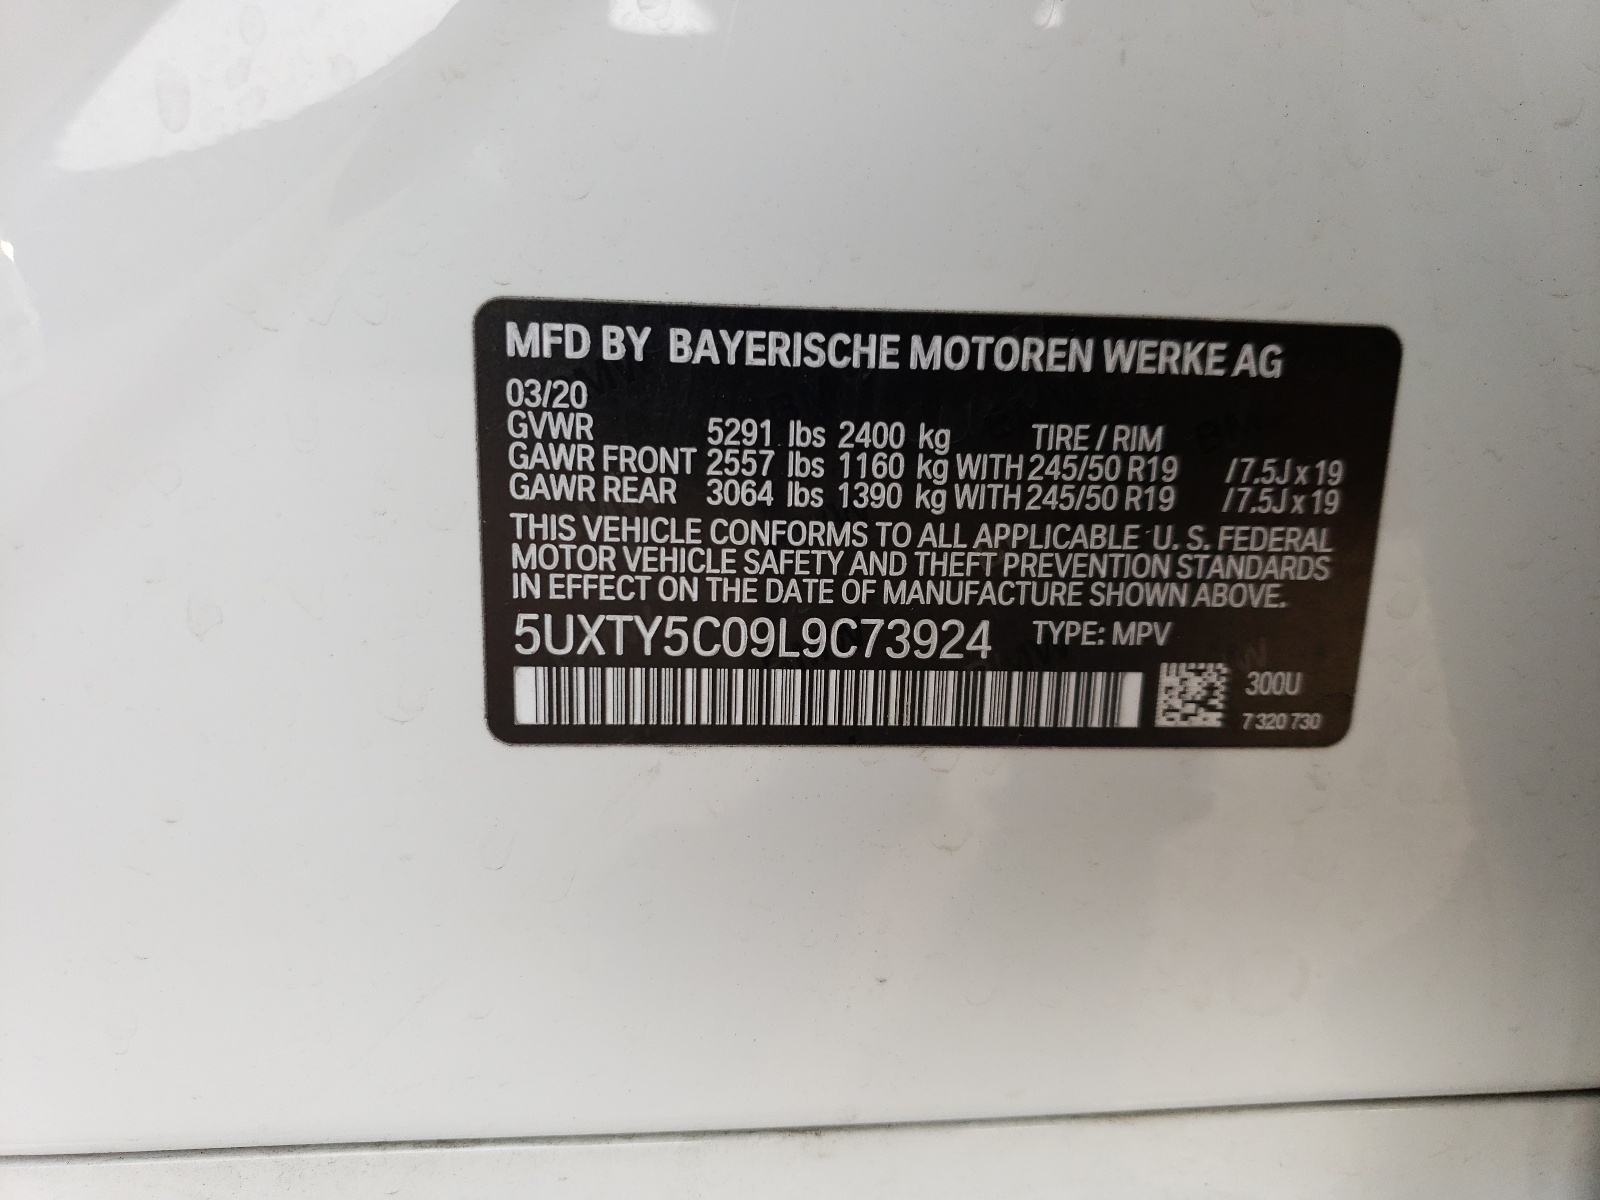 MFD BY BAYERISCHE MOTOREN WERKE AG
03/20
GVWR 5291 lbs 2400 kg TIRE / RIM
GAWR FRONT 2557 lbs 1160 kg WITH 245/50 R19 /7.5J x 19
GAWR REAR 3064 lbs 1390 kg WITH 245/50 R19 /7.5J x 19
THIS VEHICLE CONFORMS TO ALL APPLICABLE U. S. FEDERAL
MOTOR VEHICLE SAFETY AND THEFT PREVENTION STANDARDS
IN EFFECT ON THE DATE OF MANUFACTURE SHOWN ABOVE.
5UXTY5C09L9C73924 TYPE: MPV
300U
7 320 730